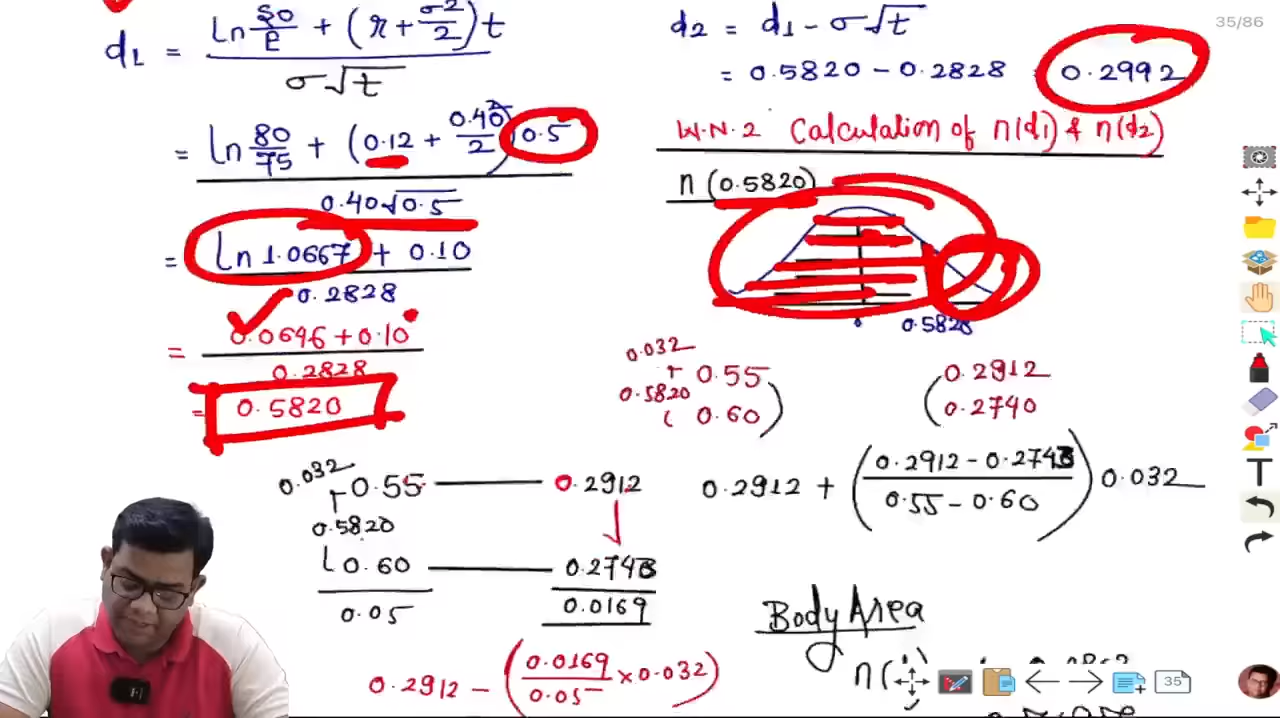 35/86
d1 = Ln S0/E + (r + σ2/2) t
σ√t
= Ln 80/75 + (0.12 + 0.40²/2) 0.5
0.40√0.5
= Ln 1.0667 + 0.10
0.2828
= 0.0646 + 0.10
0.2828
= 0.5820
d2 = d1 - σ√t
= 0.5820 - 0.2828 0.2992
W.N.2 Calculation of n(d1) & n(d2)
n (0.5820)
0 0.5820
0.032 0.55 0.2912
0.5820
0.60 0.2740
0.032 0.55 0.2912
0.5820
0.60 0.2743
0.05 0.0169
0.2912 + (0.2912 - 0.2743 / 0.55 - 0.60) 0.032
0.2912 - (0.0169/0.05 × 0.032)
Body Area
n(
T
35